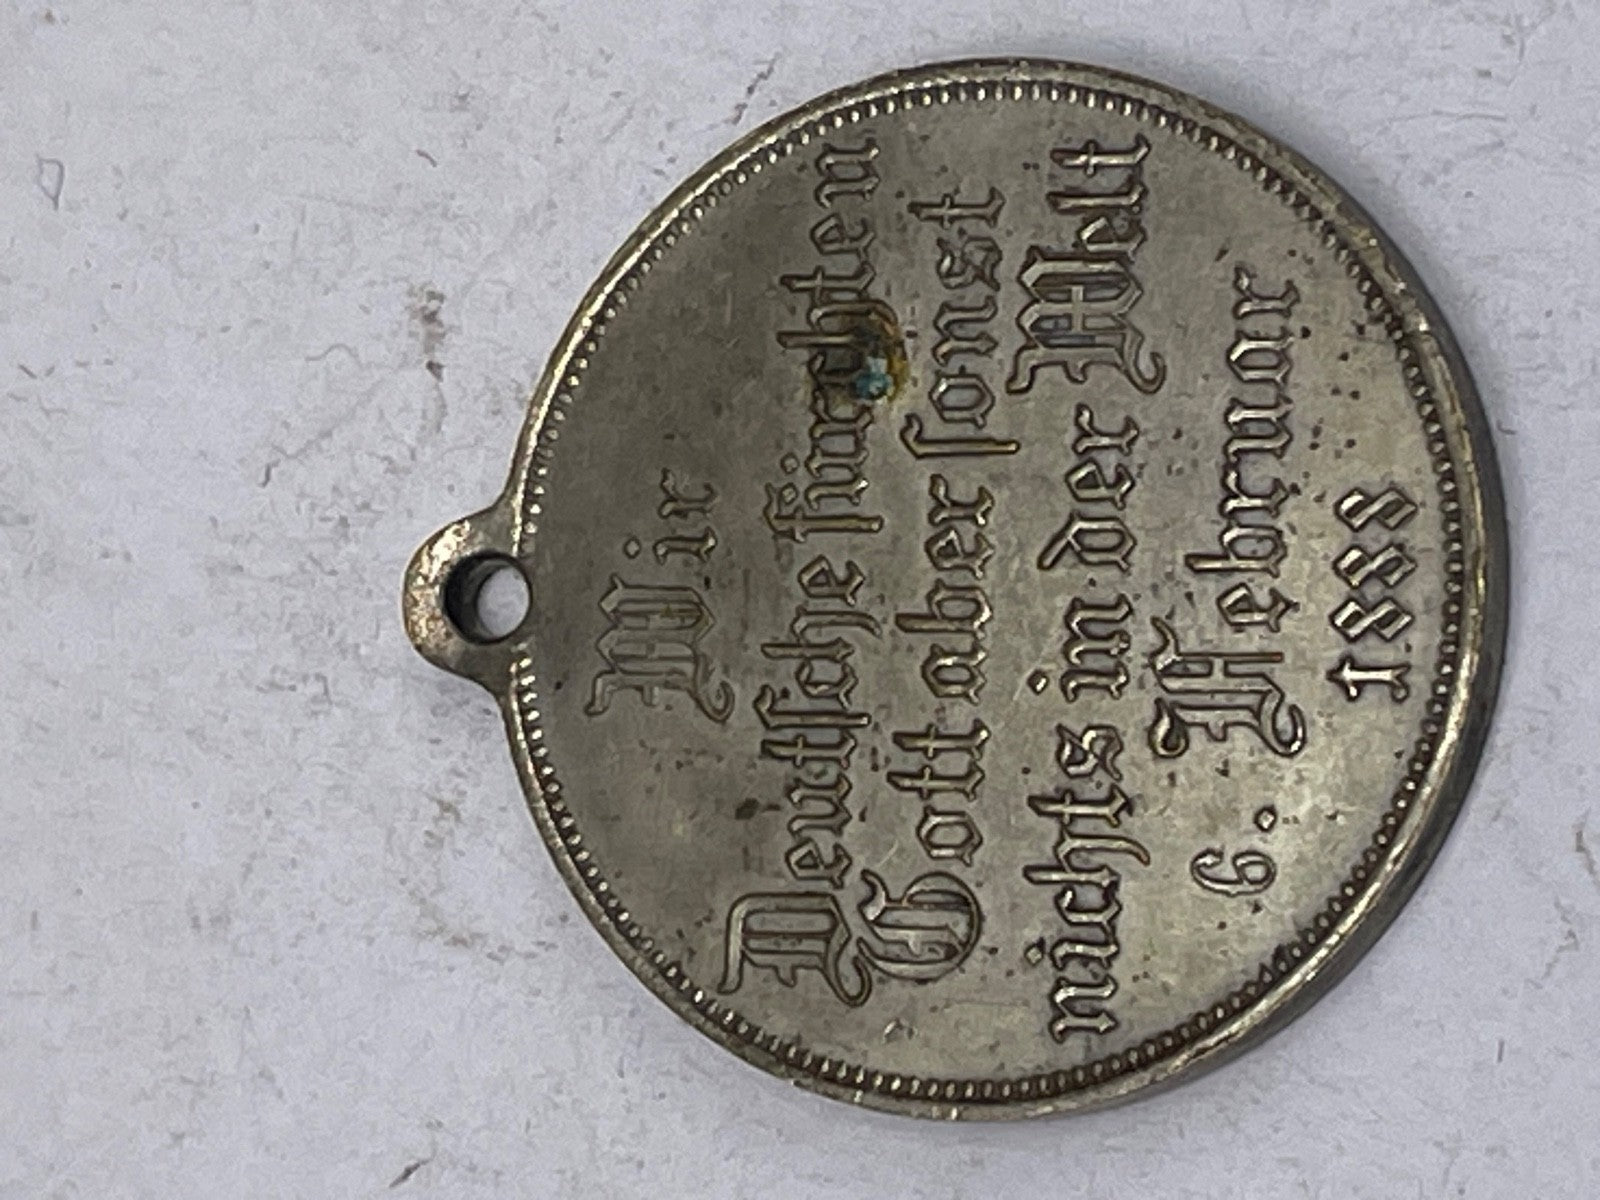 Wir
Deutſche fürchten
Gott aber ſonſt
nichts in der Welt
6. Februar
1888